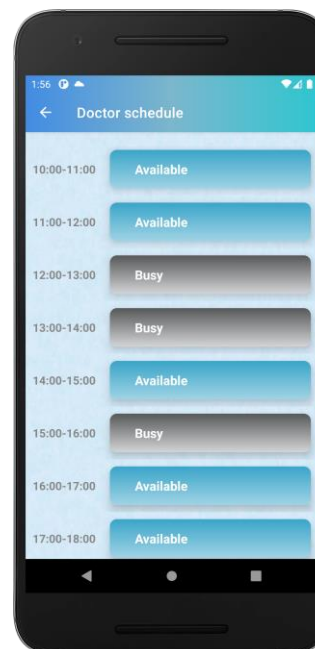 1:56
Doctor schedule
10:00-11:00 Available
11:00-12:00 Available
12:00-13:00 Busy
13:00-14:00 Busy
14:00-15:00 Available
15:00-16:00 Busy
16:00-17:00 Available
17:00-18:00 Available